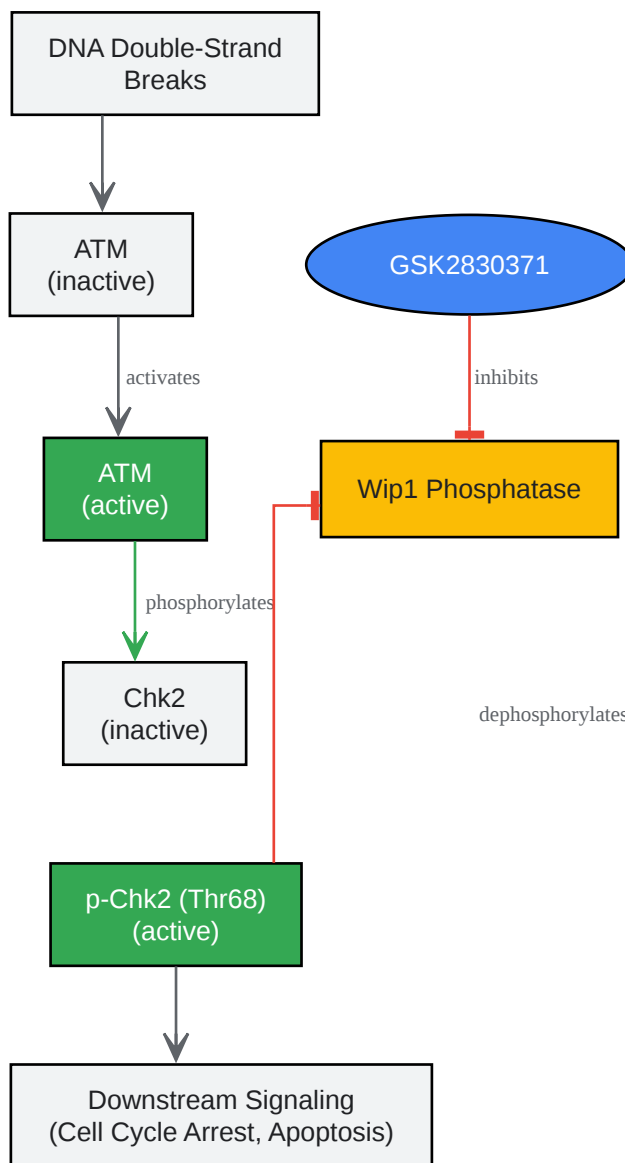 DNA Double-Strand
Breaks
ATM
(inactive)
GSK2830371
activates
inhibits
ATM
(active)
Wip1 Phosphatase
phosphorylates
Chk2
(inactive)
dephosphorylates
p-Chk2 (Thr68)
(active)
Downstream Signaling
(Cell Cycle Arrest, Apoptosis)